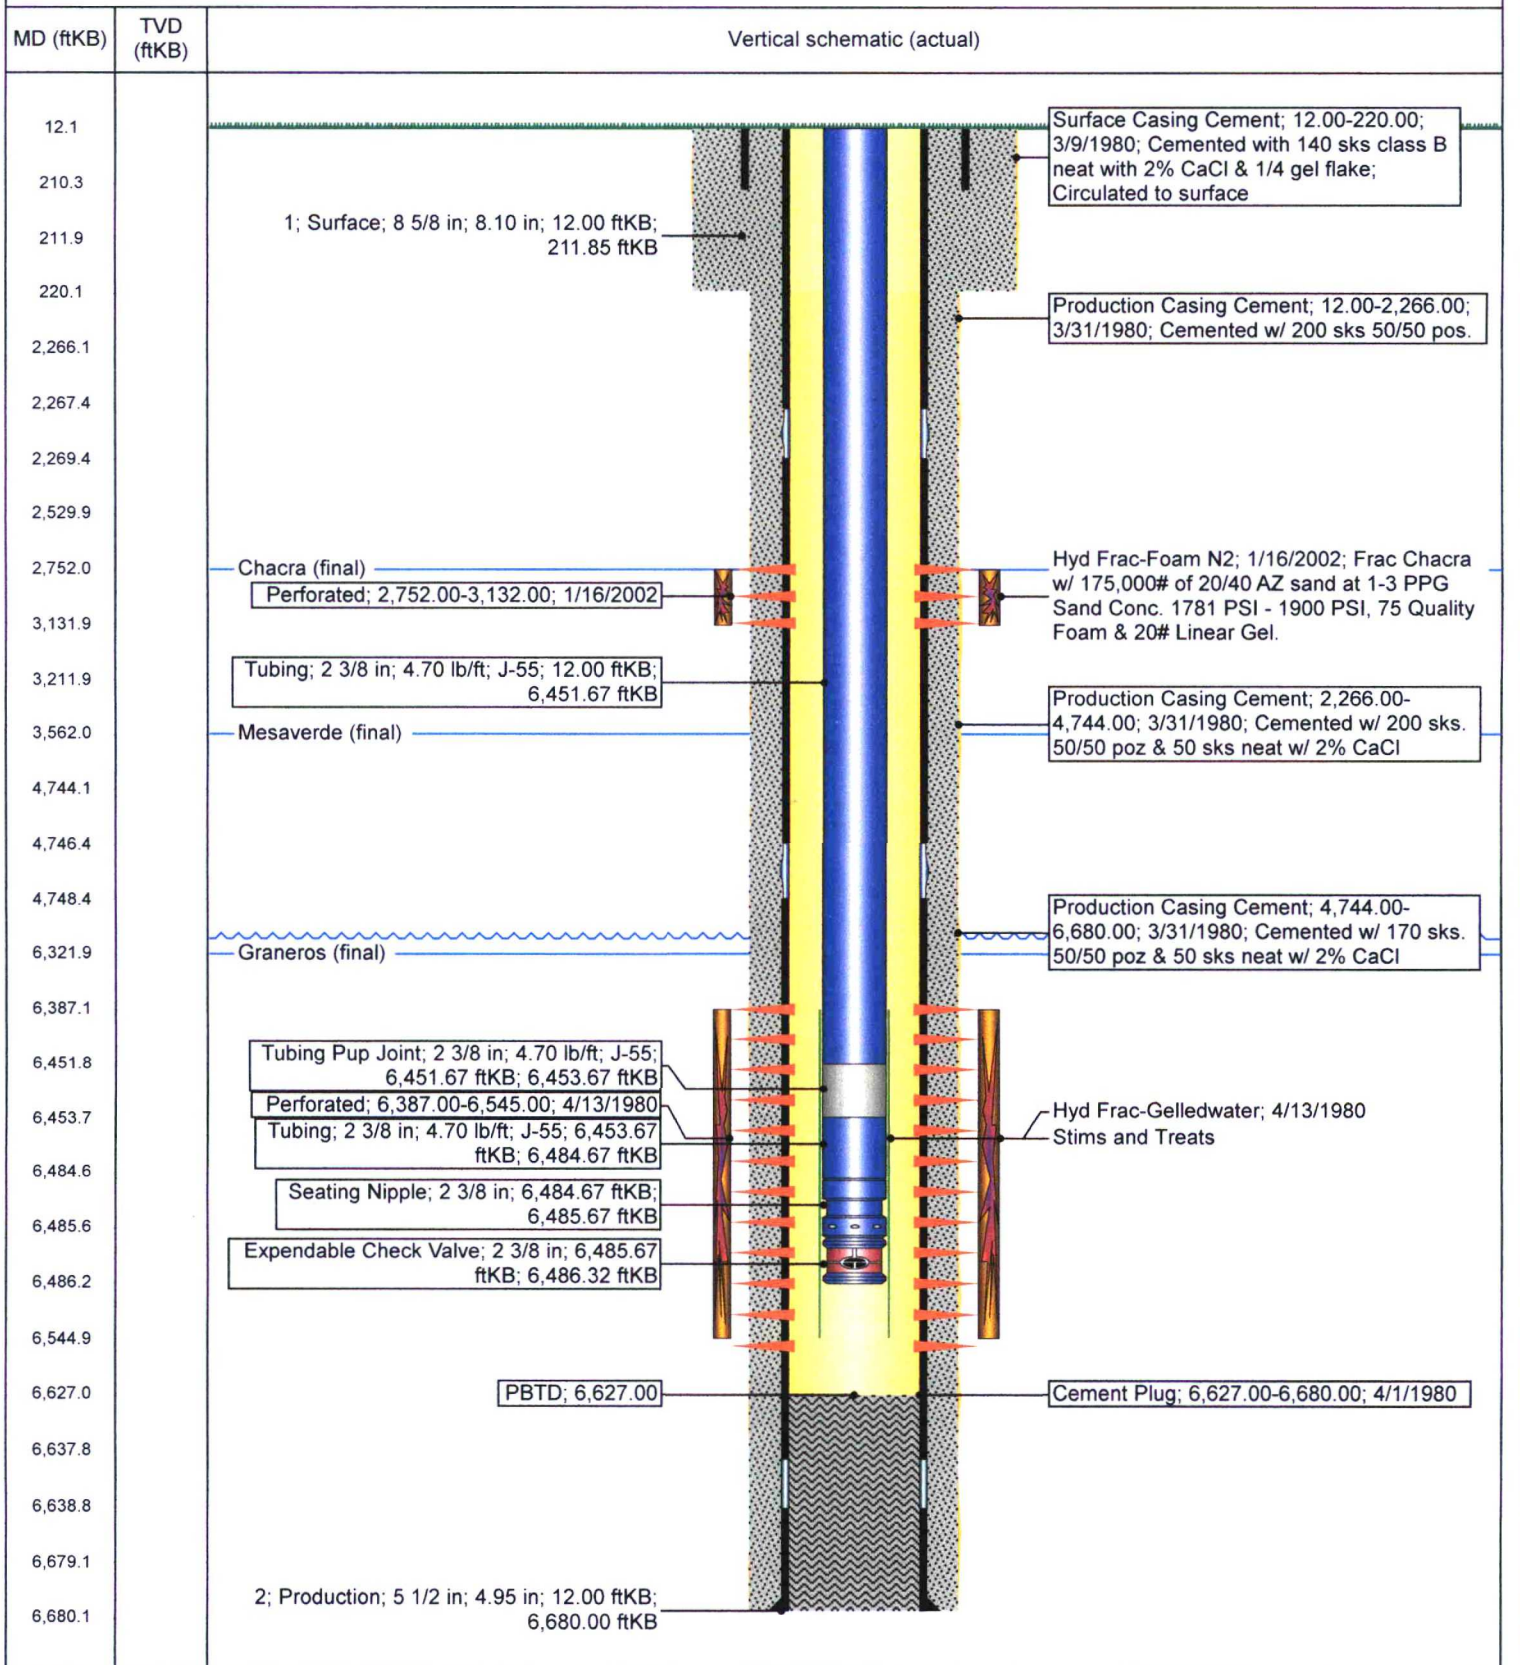 MD (ftKB)
TVD
(ftKB)
Vertical schematic (actual)
12.1
210.3
211.9
220.1
2,266.1
2,267.4
2,269.4
2,529.9
2,752.0
3,131.9
3,211.9
3,562.0
4,744.1
4,746.4
4,748.4
6,321.9
6,387.1
6,451.8
6,453.7
6,484.6
6,485.6
6,486.2
6,544.9
6,627.0
6,637.8
6,638.8
6,679.1
6,680.1
Surface Casing Cement; 12.00-220.00;
3/9/1980; Cemented with 140 sks class B
neat with 2% CaCl & 1/4 gel flake;
Circulated to surface
1; Surface; 8 5/8 in; 8.10 in; 12.00 ftKB;
211.85 ftKB
Production Casing Cement; 12.00-2,266.00;
3/31/1980; Cemented w/ 200 sks 50/50 pos.
Chacra (final)
Perforated; 2,752.00-3,132.00; 1/16/2002
Hyd Frac-Foam N2; 1/16/2002; Frac Chacra
w/ 175,000# of 20/40 AZ sand at 1-3 PPG
Sand Conc. 1781 PSI - 1900 PSI, 75 Quality
Foam & 20# Linear Gel.
Tubing; 2 3/8 in; 4.70 lb/ft; J-55; 12.00 ftKB;
6,451.67 ftKB
Mesaverde (final)
Production Casing Cement; 2,266.00-
4,744.00; 3/31/1980; Cemented w/ 200 sks.
50/50 poz & 50 sks neat w/ 2% CaCl
Graneros (final)
Production Casing Cement; 4,744.00-
6,680.00; 3/31/1980; Cemented w/ 170 sks.
50/50 poz & 50 sks neat w/ 2% CaCl
Tubing Pup Joint; 2 3/8 in; 4.70 lb/ft; J-55;
6,451.67 ftKB; 6,453.67 ftKB
Perforated; 6,387.00-6,545.00; 4/13/1980
Tubing; 2 3/8 in; 4.70 lb/ft; J-55; 6,453.67
ftKB; 6,484.67 ftKB
Hyd Frac-Gelledwater; 4/13/1980
Stims and Treats
Seating Nipple; 2 3/8 in; 6,484.67 ftKB;
6,485.67 ftKB
Expendable Check Valve; 2 3/8 in; 6,485.67
ftKB; 6,486.32 ftKB
PBTD; 6,627.00
Cement Plug; 6,627.00-6,680.00; 4/1/1980
2; Production; 5 1/2 in; 4.95 in; 12.00 ftKB;
6,680.00 ftKB